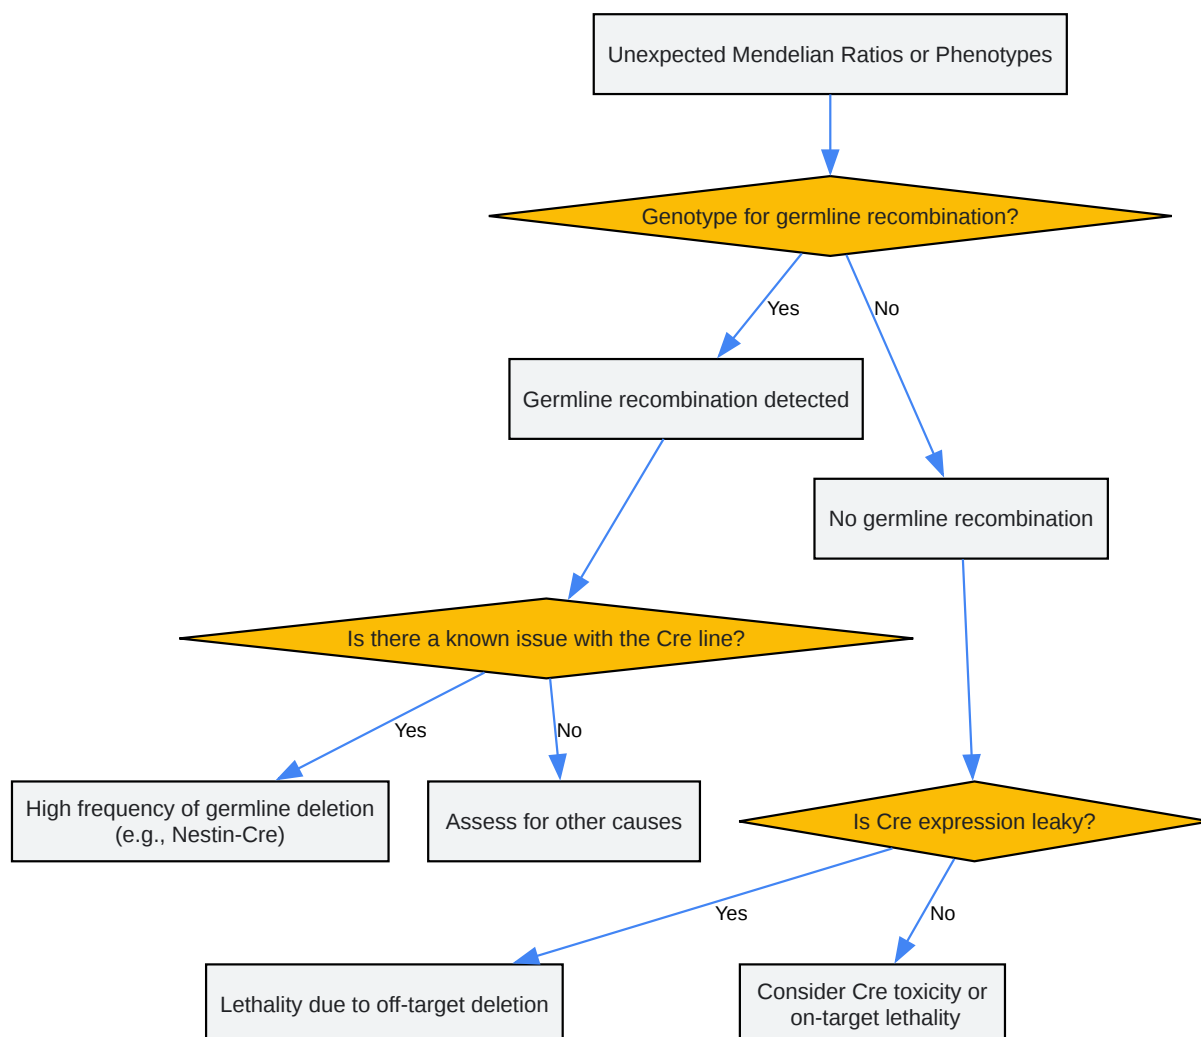 Unexpected Mendelian Ratios or Phenotypes
Genotype for germline recombination?
Yes
No
Germline recombination detected
No germline recombination
Is there a known issue with the Cre line?
Yes
No
High frequency of germline deletion
(e.g., Nestin-Cre)
Assess for other causes
Is Cre expression leaky?
Yes
No
Lethality due to off-target deletion
Consider Cre toxicity or
on-target lethality